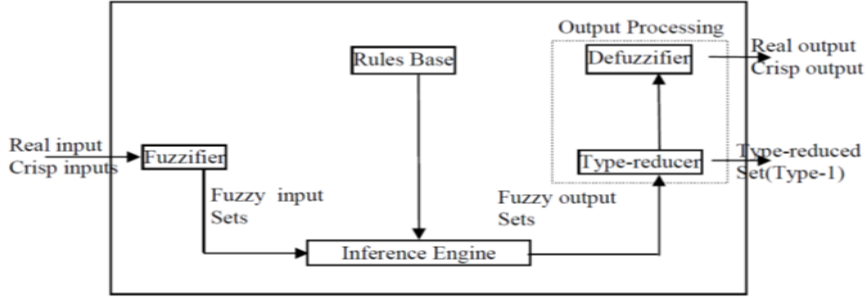 Output Processing
Real output
Crisp output
Defuzzifier
Rules Base
Real input
Crisp inputs
Fuzzifier
Type-reducer
Type-reduced
Set(Type-1)
Fuzzy input
Sets
Fuzzy output
Sets
Inference Engine